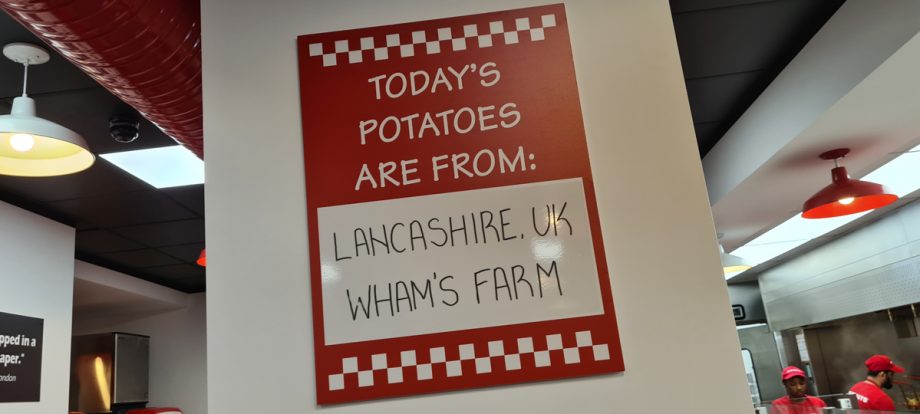 TODAY'S
POTATOES
ARE FROM:
LANCASHIRE, UK
WHAM'S FARM
pped in a
aper."
ondon